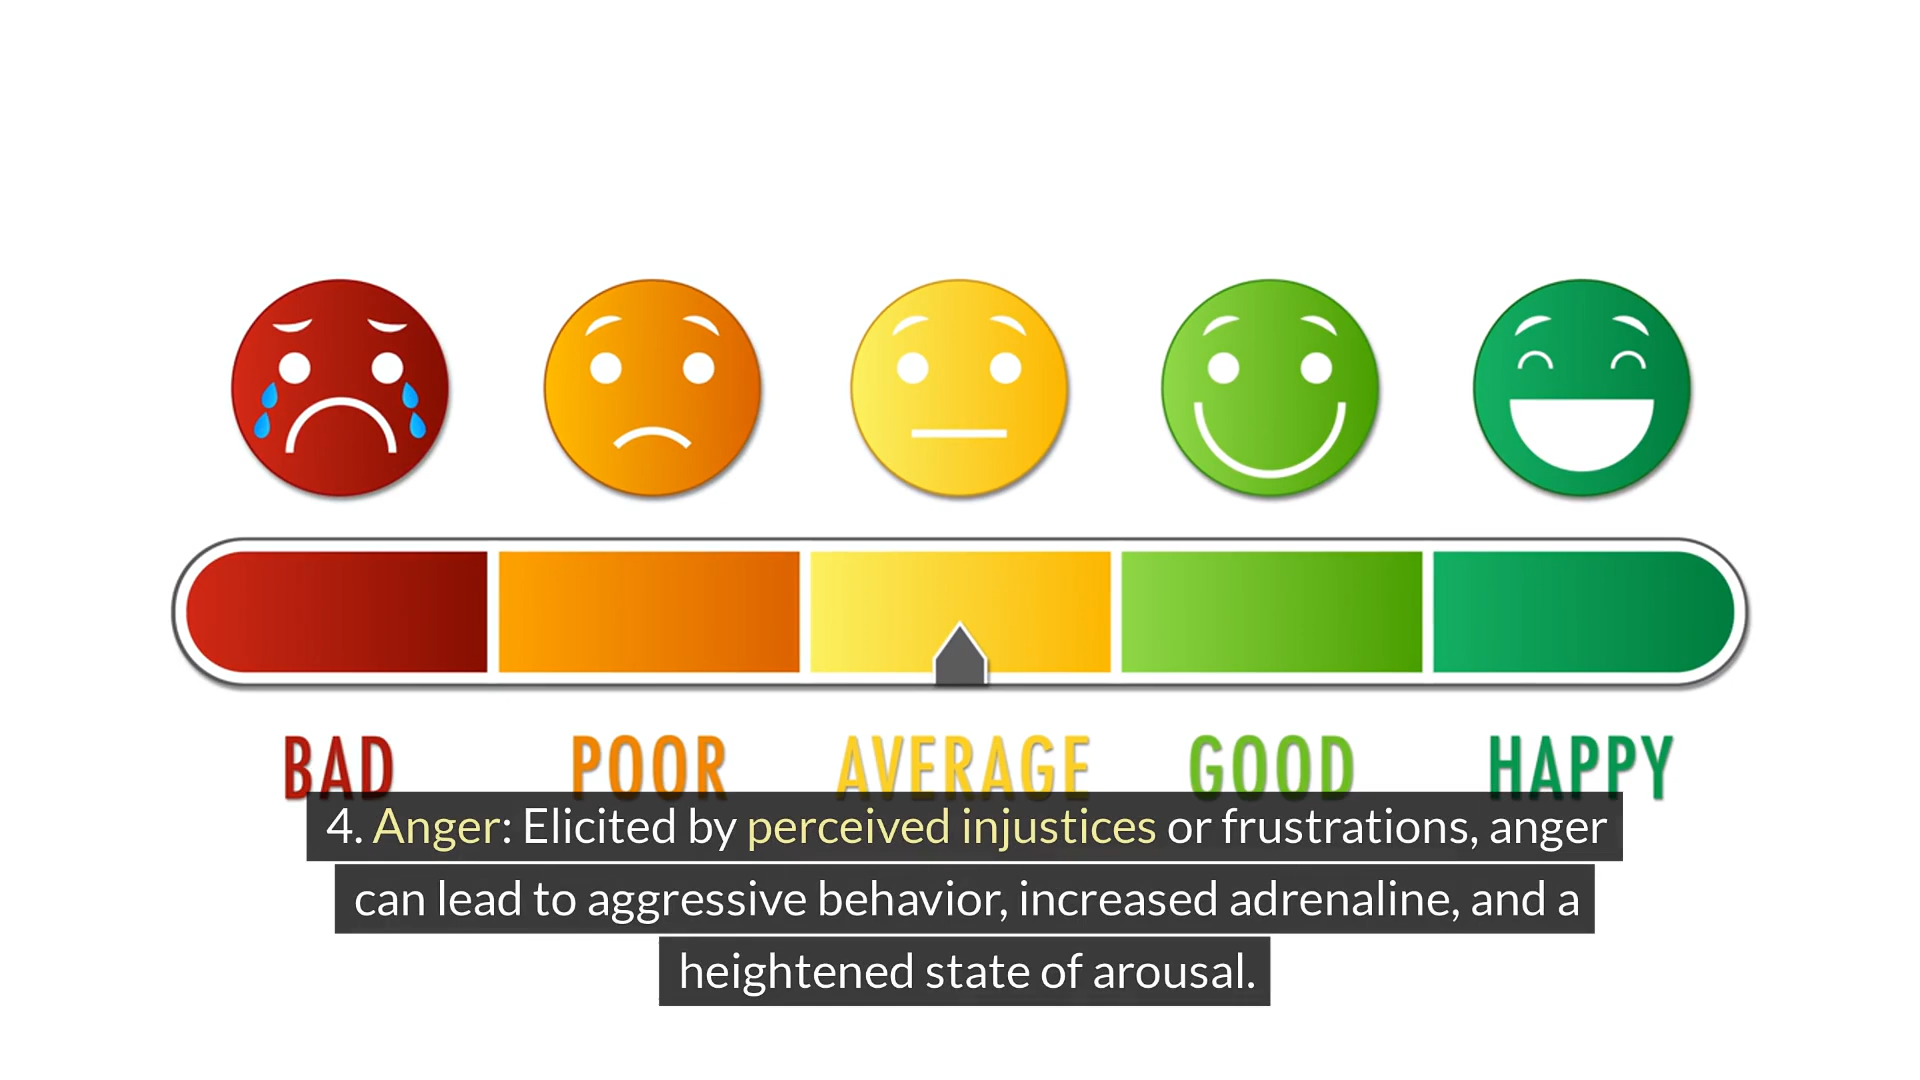 BAD POOR AVERAGE GOOD HAPPY
4. Anger: Elicited by perceived injustices or frustrations, anger
can lead to aggressive behavior, increased adrenaline, and a
heightened state of arousal.